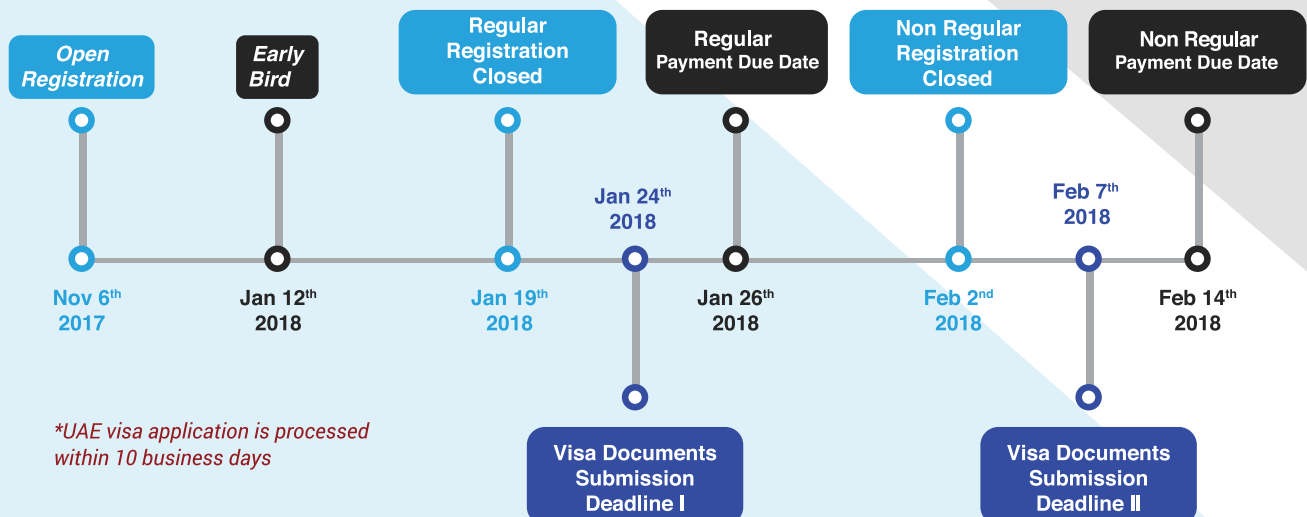 Open
Registration
Early
Bird
Regular
Registration
Closed
Regular
Payment Due Date
Non Regular
Registration
Closed
Non Regular
Payment Due Date
Jan 24th
2018
Feb 7th
2018
Nov 6th
2017
Jan 12th
2018
Jan 19th
2018
Jan 26th
2018
Feb 2nd
2018
Feb 14th
2018
*UAE visa application is processed
within 10 business days
Visa Documents
Submission
Deadline I
Visa Documents
Submission
Deadline II